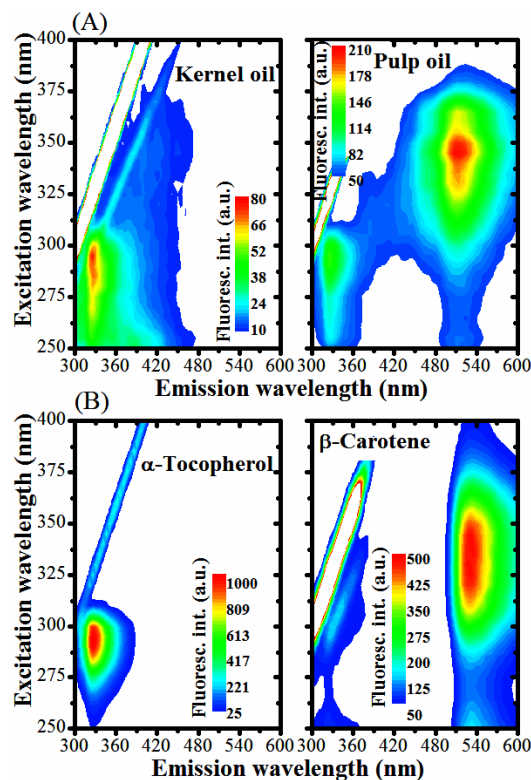 (A)
Kernel oil
Pulp oil
Excitation wavelength (nm)
400
375
350
325
300
275
250
Fluoresc. int. (a.u.)
80
66
52
38
24
10
Fluoresc. int. (a.u.)
210
178
146
114
82
50
300 360 420 480 540 600
300 360 420 480 540 600
Emission wavelength (nm)
(B)
α-Tocopherol
β-Carotene
Excitation wavelength (nm)
400
375
350
325
300
275
250
Fluoresc. int. (a.u.)
1000
809
613
417
221
25
Fluoresc. int. (a.u.)
500
425
350
275
200
125
50
300 360 420 480 540 600
300 360 420 480 540 600
Emission wavelength (nm)